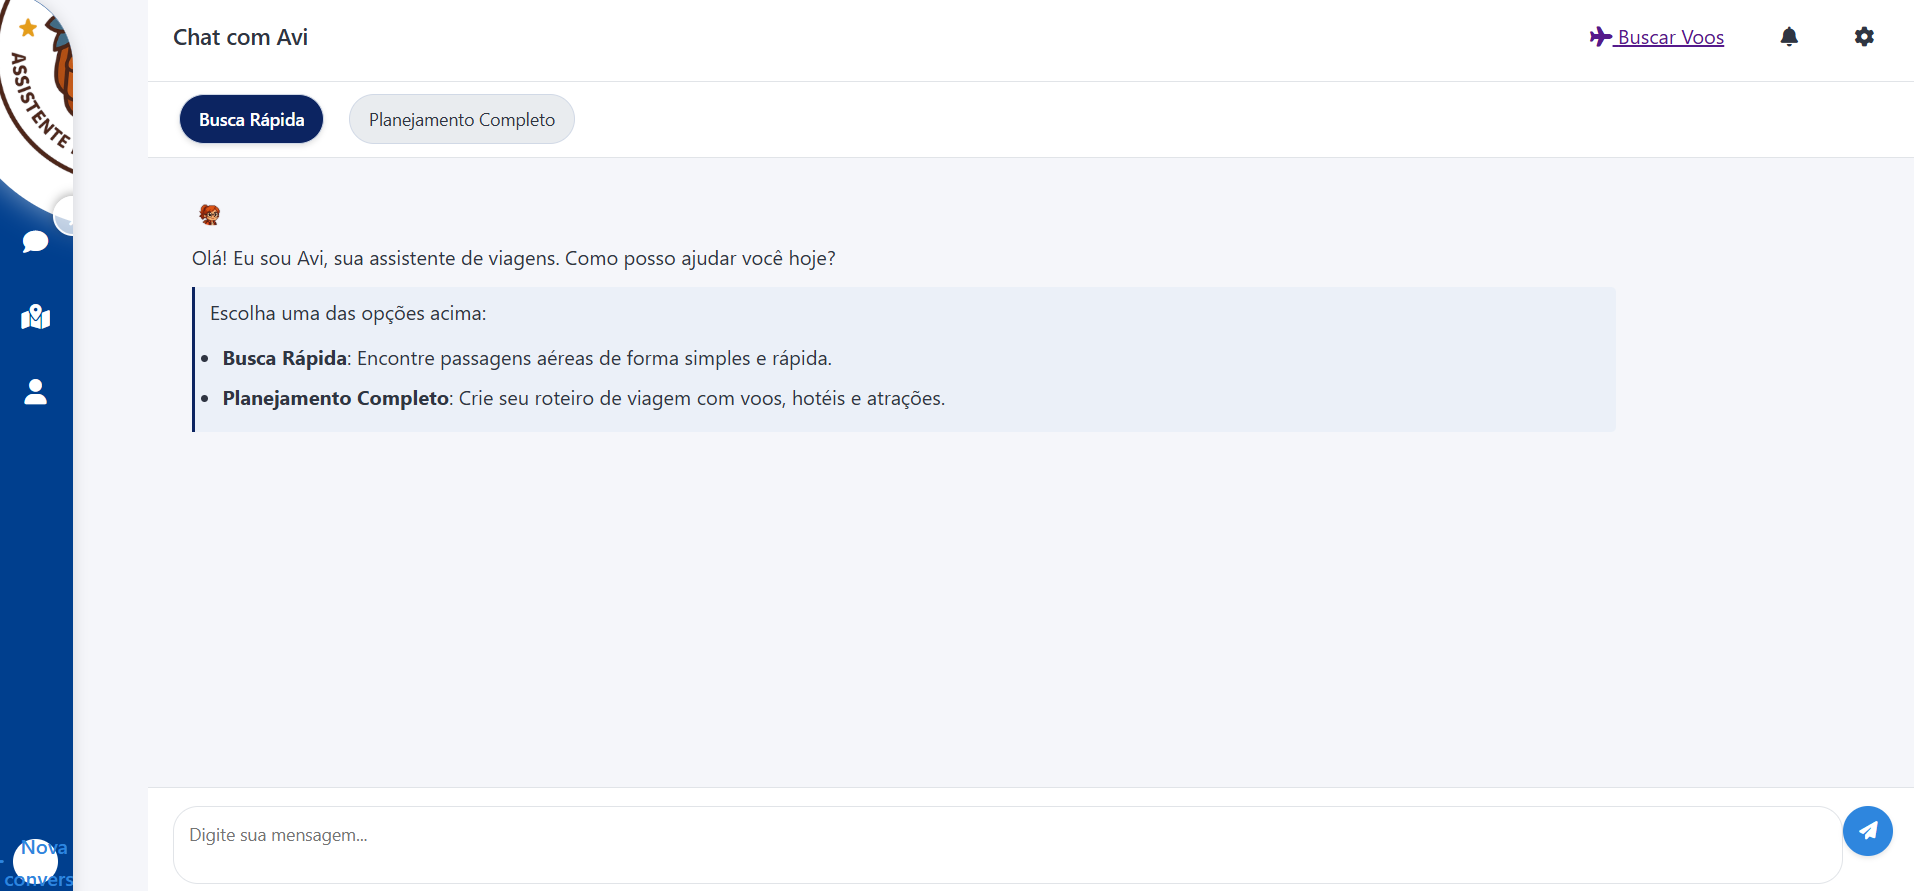 ASSISTENTE
Chat com Avi
Buscar Voos
Busca Rápida
Planejamento Completo
Olá! Eu sou Avi, sua assistente de viagens. Como posso ajudar você hoje?
Escolha uma das opções acima:
Busca Rápida: Encontre passagens aéreas de forma simples e rápida.
Planejamento Completo: Crie seu roteiro de viagem com voos, hotéis e atrações.
Digite sua mensagem...
Nova
convers